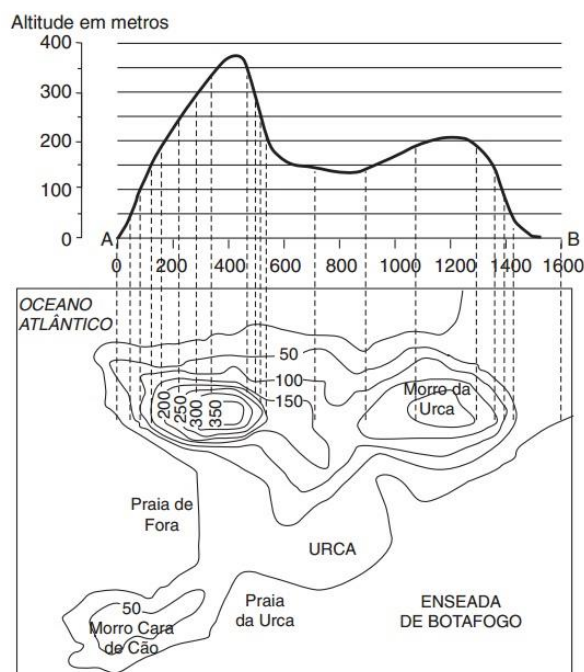 Altitude em metros
400
300
200
100
0
A
B
0 200 400 600 800 1000 1200 1400 1600
OCEANO
ATLÂNTICO
50
100
150
200
250
300
350
Morro da
Urca
Praia de
Fora
URCA
50
Morro Cara
de Cão
Praia
da Urca
ENSEADA
DE BOTAFOGO